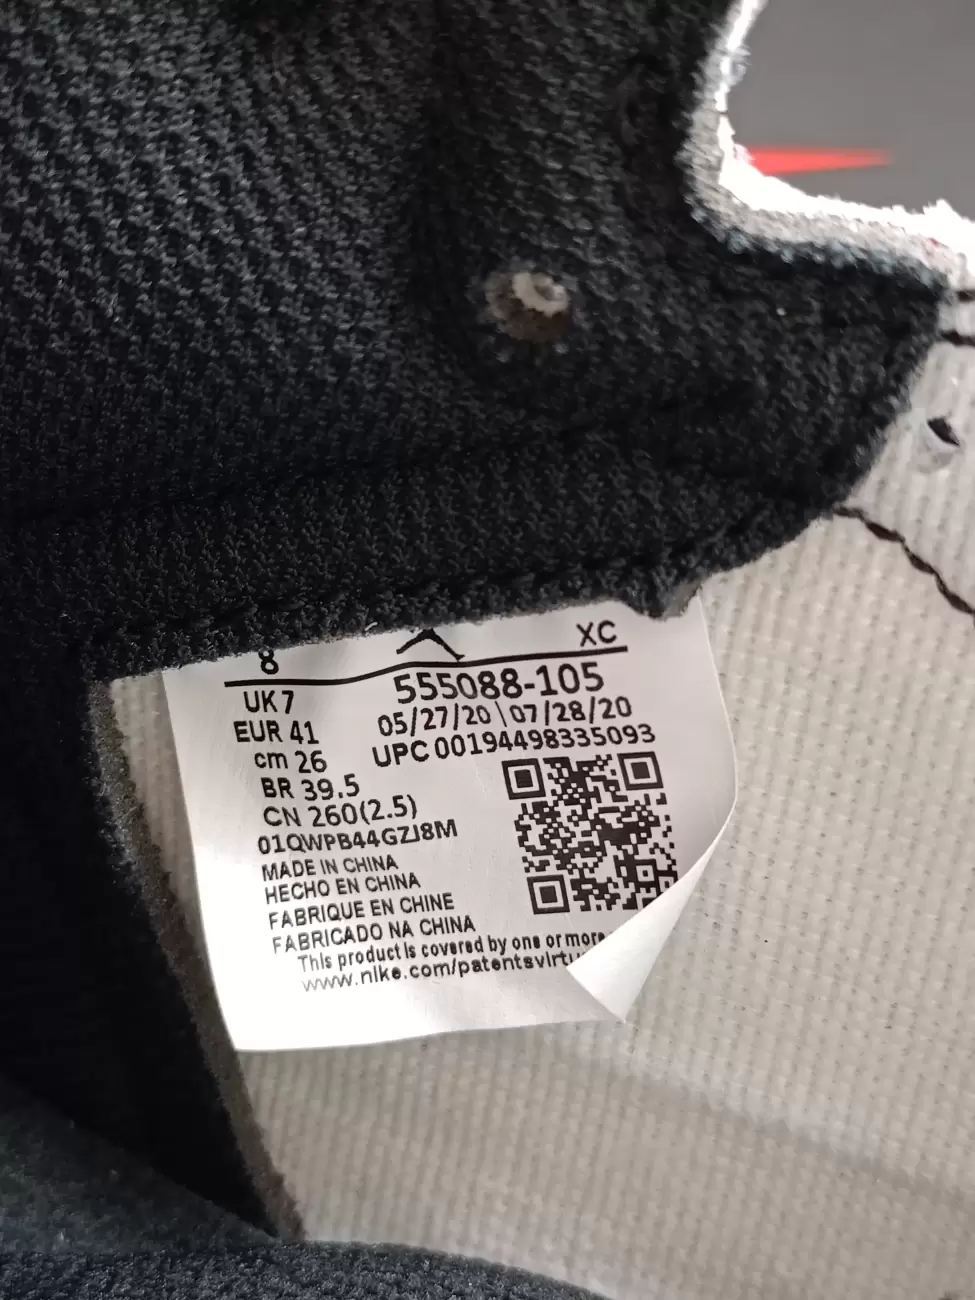 8 XC
UK 7 555088-105
EUR 41 05/27/20 \ 07/28/20
cm 26 UPC 00194498335093
BR 39.5
CN 260(2.5)
01QWPB44GZJ8M
MADE IN CHINA
HECHO EN CHINA
FABRIQUE EN CHINE
FABRICADO NA CHINA
This product is covered by one or more
www.nike.com/patentsvirtu